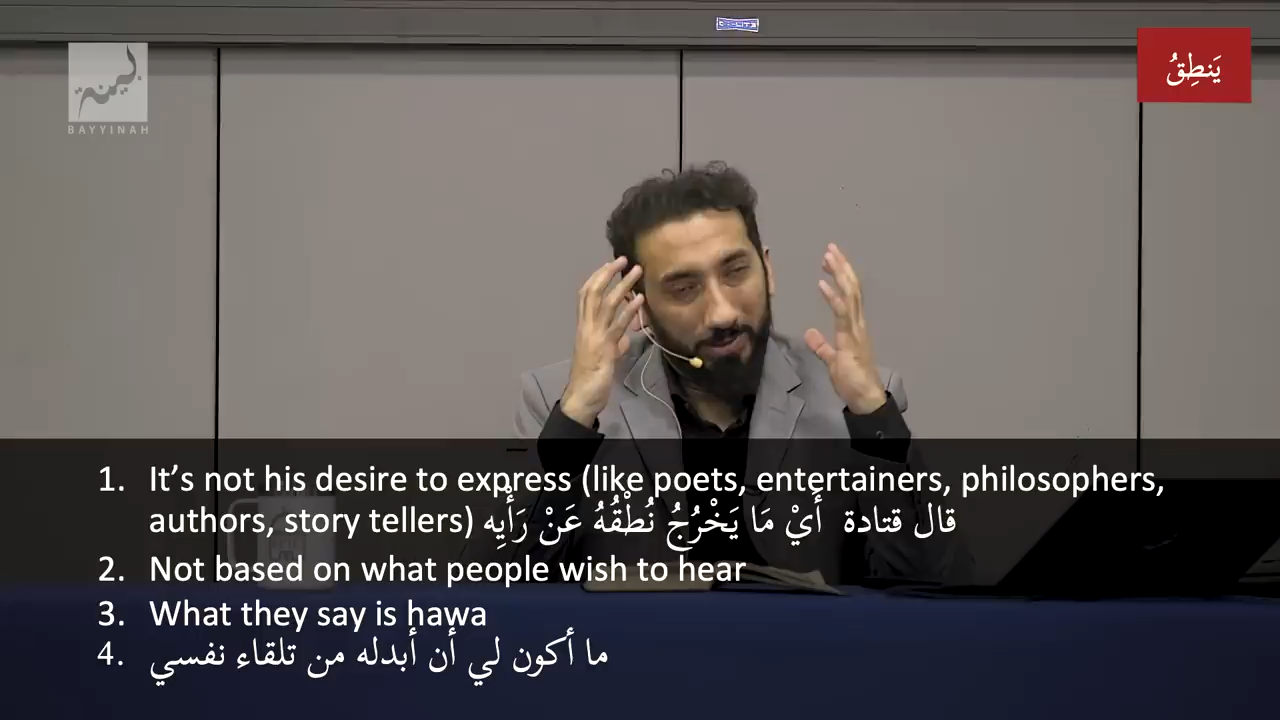 بينة
BAYYINAH
يَنطِقُ
1. It’s not his desire to express (like poets, entertainers, philosophers,
authors, story tellers) قال قتادة أَيْ مَا يَخْرُجُ نُطْقُهُ عَنْ رَأْيِه
2. Not based on what people wish to hear
3. What they say is hawa
4. ما أكون لي أن أبدله من تلقاء نفسي